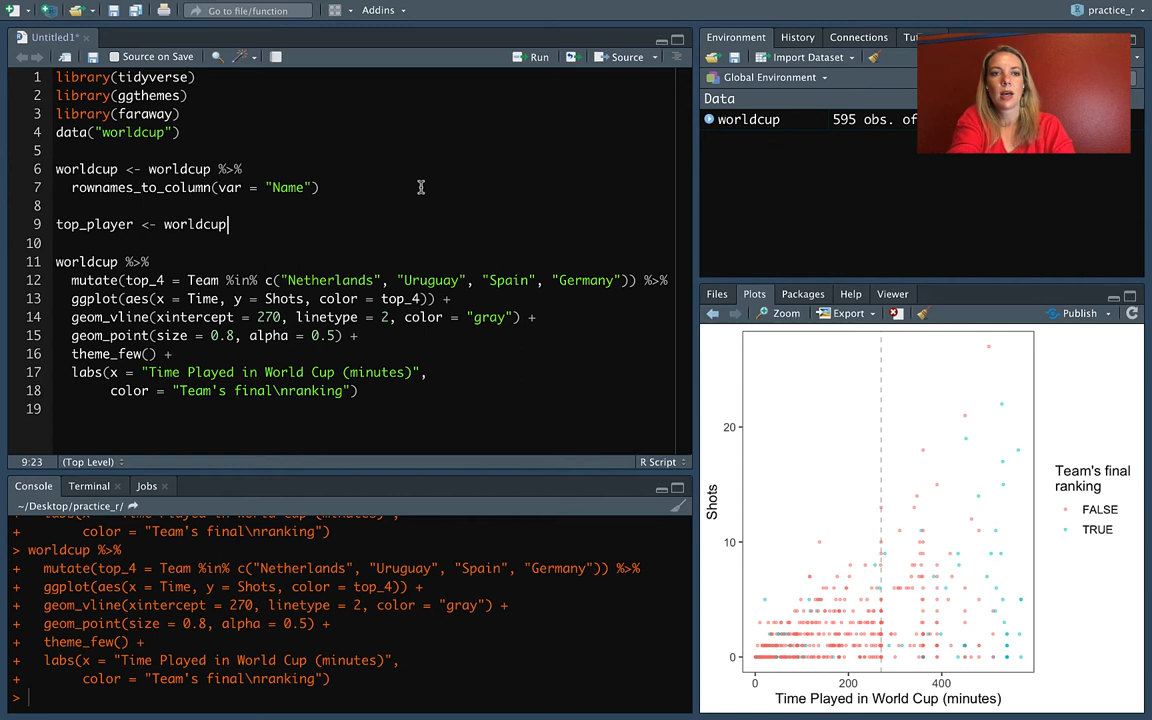 Go to file/function
Addins
practice_r
Untitled1*
Source on Save
Run
Source
1 library(tidyverse)
2 library(ggthemes)
3 library(faraway)
4 data("worldcup")
5
6 worldcup <- worldcup %>%
7 rownames_to_column(var = "Name")
8
9 top_player <- worldcup
10
11 worldcup %>%
12 mutate(top_4 = Team %in% c("Netherlands", "Uruguay", "Spain", "Germany")) %>%
13 ggplot(aes(x = Time, y = Shots, color = top_4)) +
14 geom_vline(xintercept = 270, linetype = 2, color = "gray") +
15 geom_point(size = 0.8, alpha = 0.5) +
16 theme_few() +
17 labs(x = "Time Played in World Cup (minutes)",
18 color = "Team's final\nranking")
19
9:23 (Top Level) R Script
Console Terminal Jobs
~/Desktop/practice_r/
+ color = "Team's final\nranking")
> worldcup %>%
+ mutate(top_4 = Team %in% c("Netherlands", "Uruguay", "Spain", "Germany")) %>%
+ ggplot(aes(x = Time, y = Shots, color = top_4)) +
+ geom_vline(xintercept = 270, linetype = 2, color = "gray") +
+ geom_point(size = 0.8, alpha = 0.5) +
+ theme_few() +
+ labs(x = "Time Played in World Cup (minutes)",
+ color = "Team's final\nranking")
>
Environment History Connections
Import Dataset
Global Environment
Data
worldcup 595 obs. of
Files Plots Packages Help Viewer
Zoom Export Publish
Shots
20
10
0
0 200 400
Time Played in World Cup (minutes)
Team's final
ranking
FALSE
TRUE